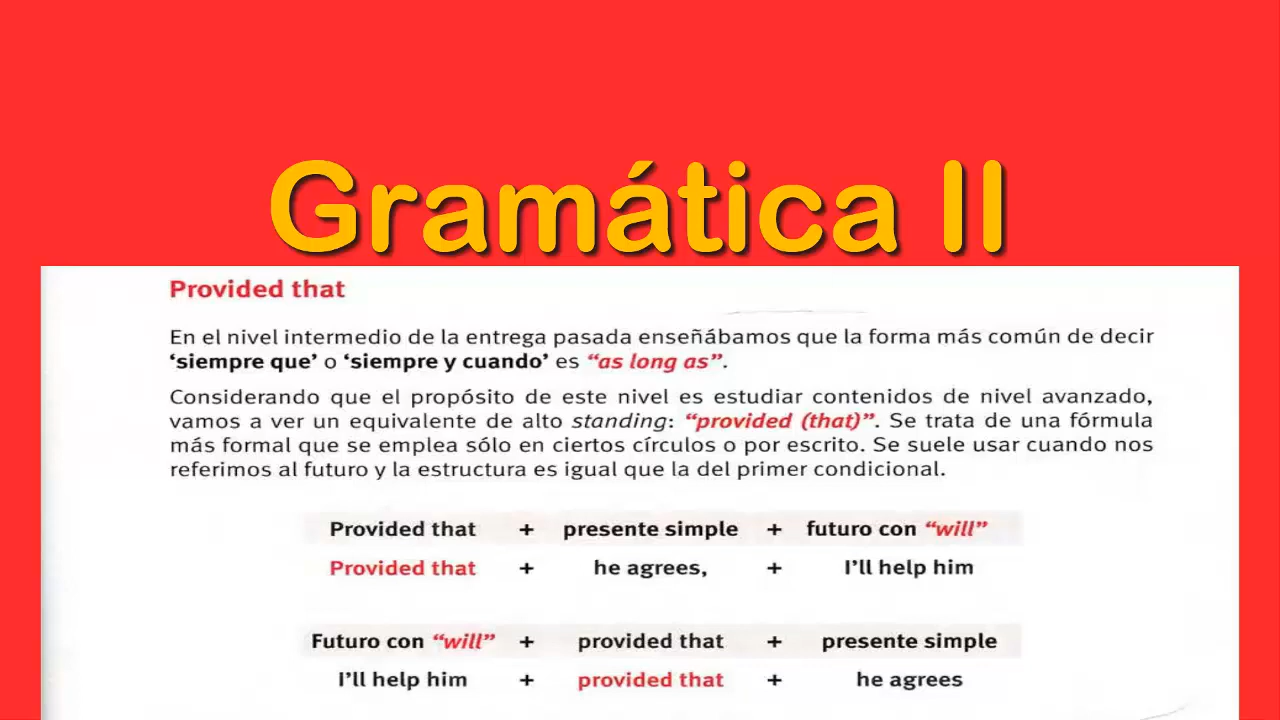 Gramática II
Provided that
En el nivel intermedio de la entrega pasada enseñábamos que la forma más común de decir
‘siempre que’ o ‘siempre y cuando’ es “as long as”.
Considerando que el propósito de este nivel es estudiar contenidos de nivel avanzado,
vamos a ver un equivalente de alto standing: “provided (that)”. Se trata de una fórmula
más formal que se emplea sólo en ciertos círculos o por escrito. Se suele usar cuando nos
referimos al futuro y la estructura es igual que la del primer condicional.
Provided that + presente simple + futuro con “will”
Provided that + he agrees, + I’ll help him
Futuro con “will” + provided that + presente simple
I’ll help him + provided that + he agrees